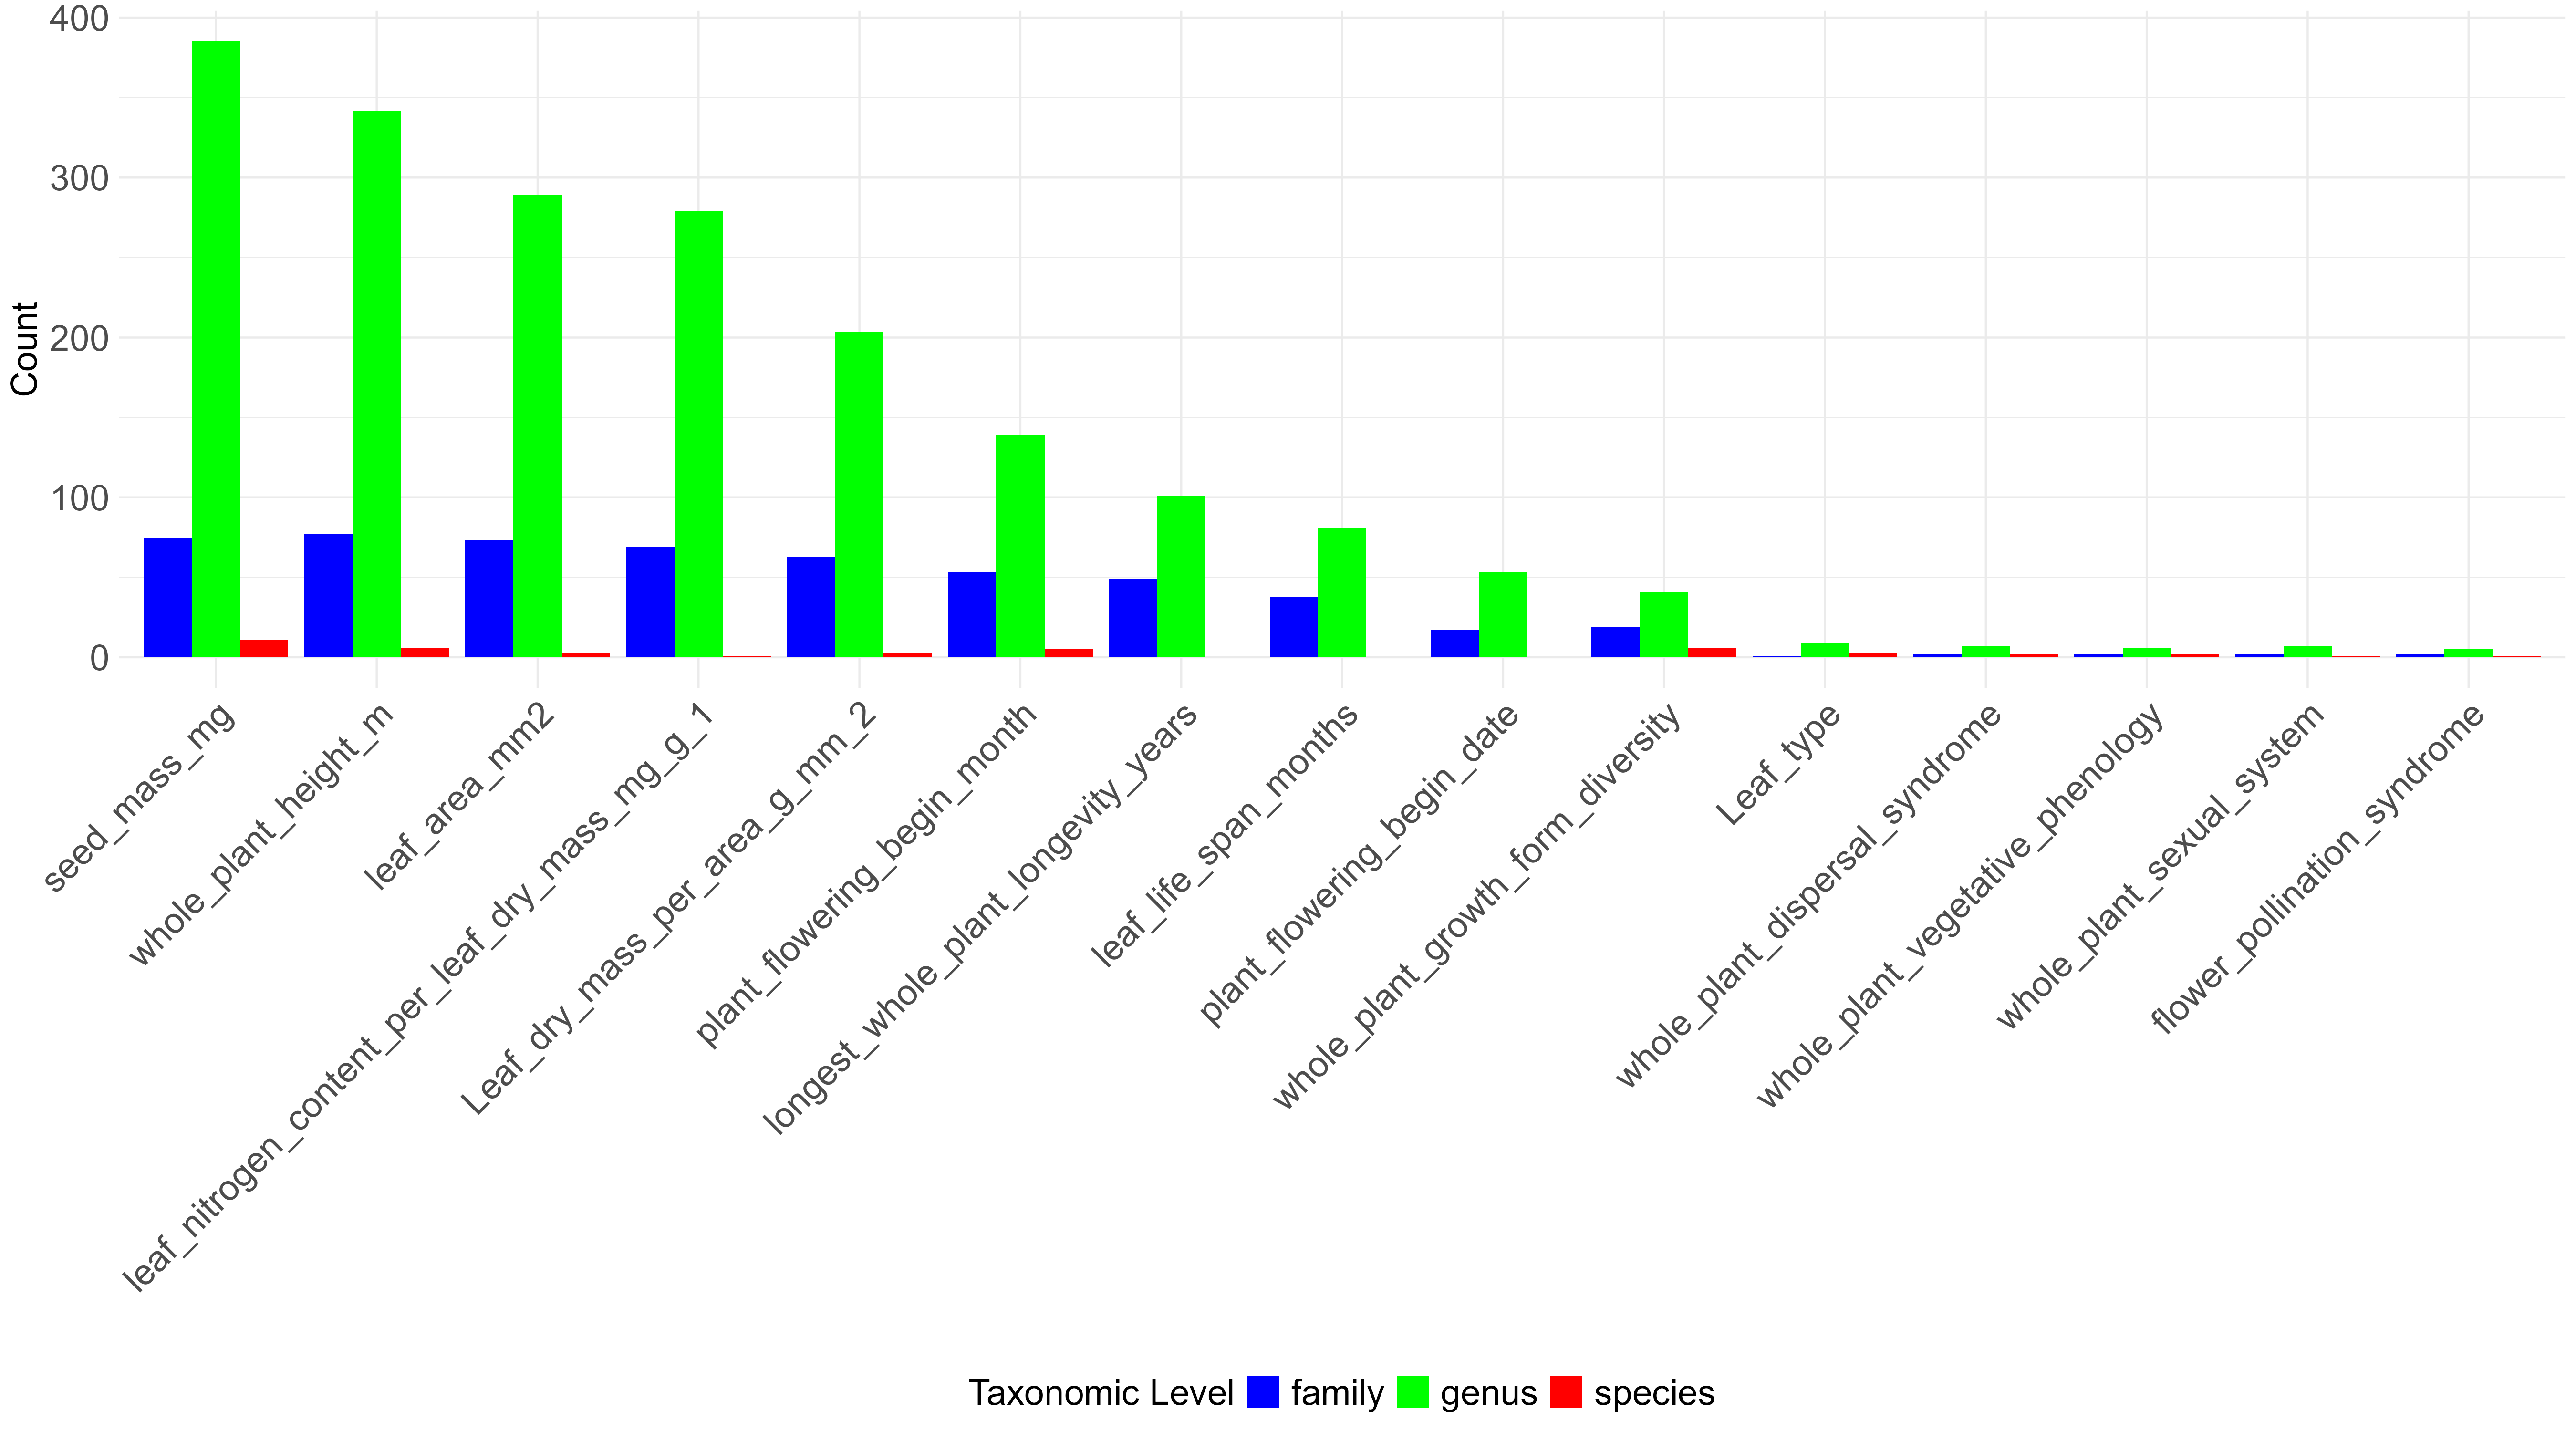 400
300
200
100
0
Count
seed_mass_mg
whole_plant_height_m
leaf_area_mm2
leaf_nitrogen_content_per_leaf_dry_mass_mg_g_1
Leaf_dry_mass_per_area_g_mm_2
plant_flowering_begin_month
longest_whole_plant_longevity_years
leaf_life_span_months
plant_flowering_begin_date
whole_plant_growth_form_diversity
Leaf_type
whole_plant_dispersal_syndrome
whole_plant_vegetative_phenology
whole_plant_sexual_system
flower_pollination_syndrome
Taxonomic Level family genus species